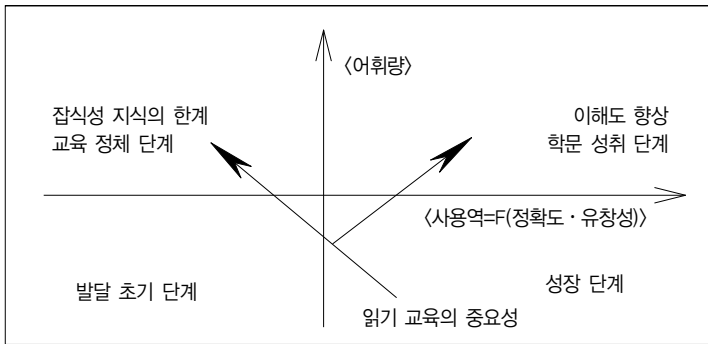 〈어휘량〉
잡식성 지식의 한계
교육 정체 단계
이해도 향상
학문 성취 단계
〈사용역=F(정확도·유창성)〉
발달 초기 단계
성장 단계
읽기 교육의 중요성